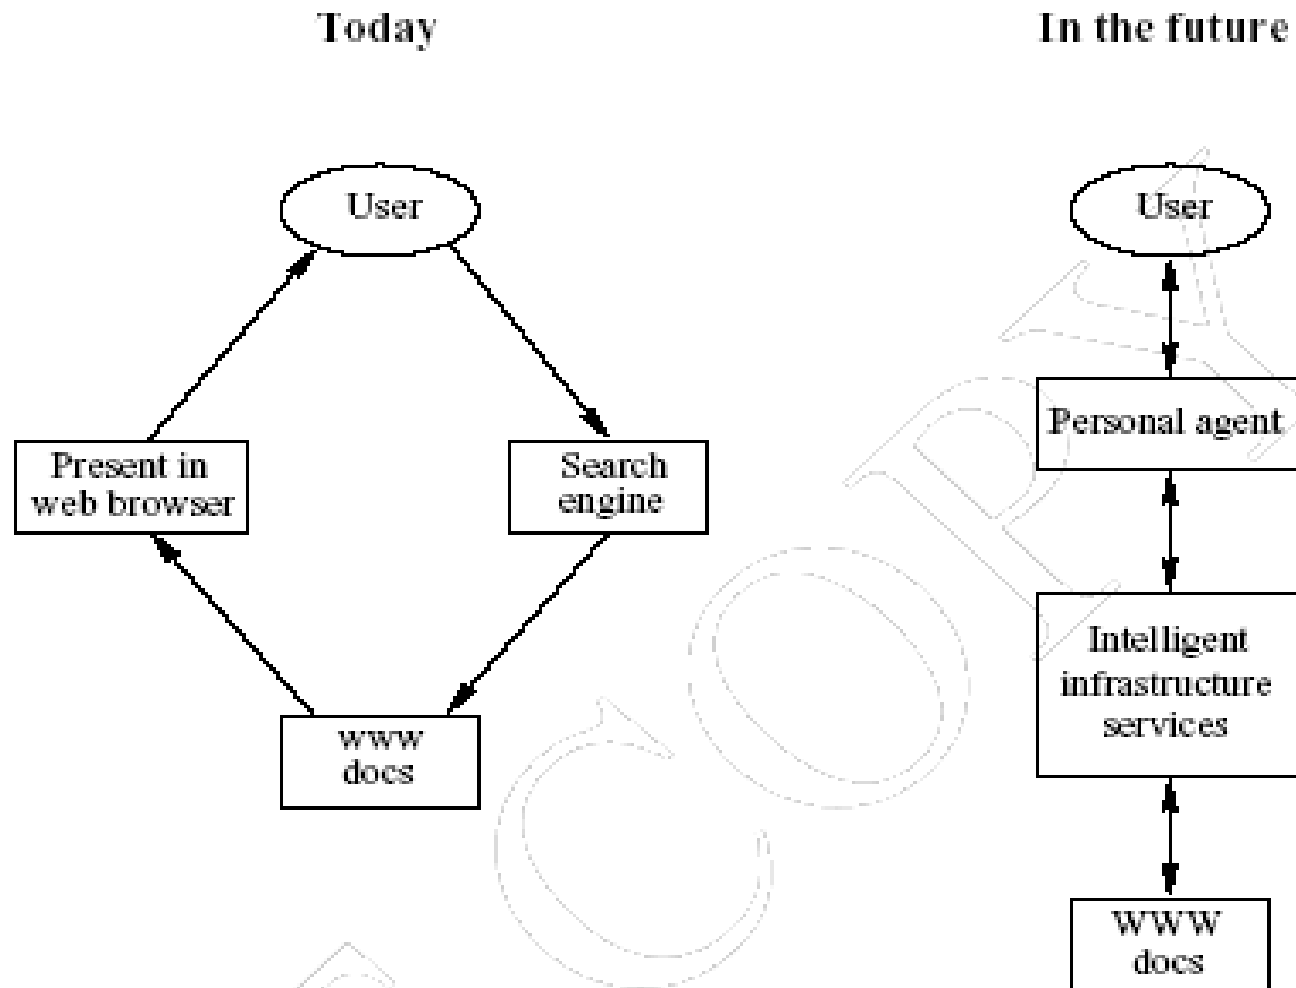 Today
In the future
User
Present in
web browser
Search
engine
www
docs
User
Personal agent
Intelligent
infrastructure
services
WWW
docs
COPY